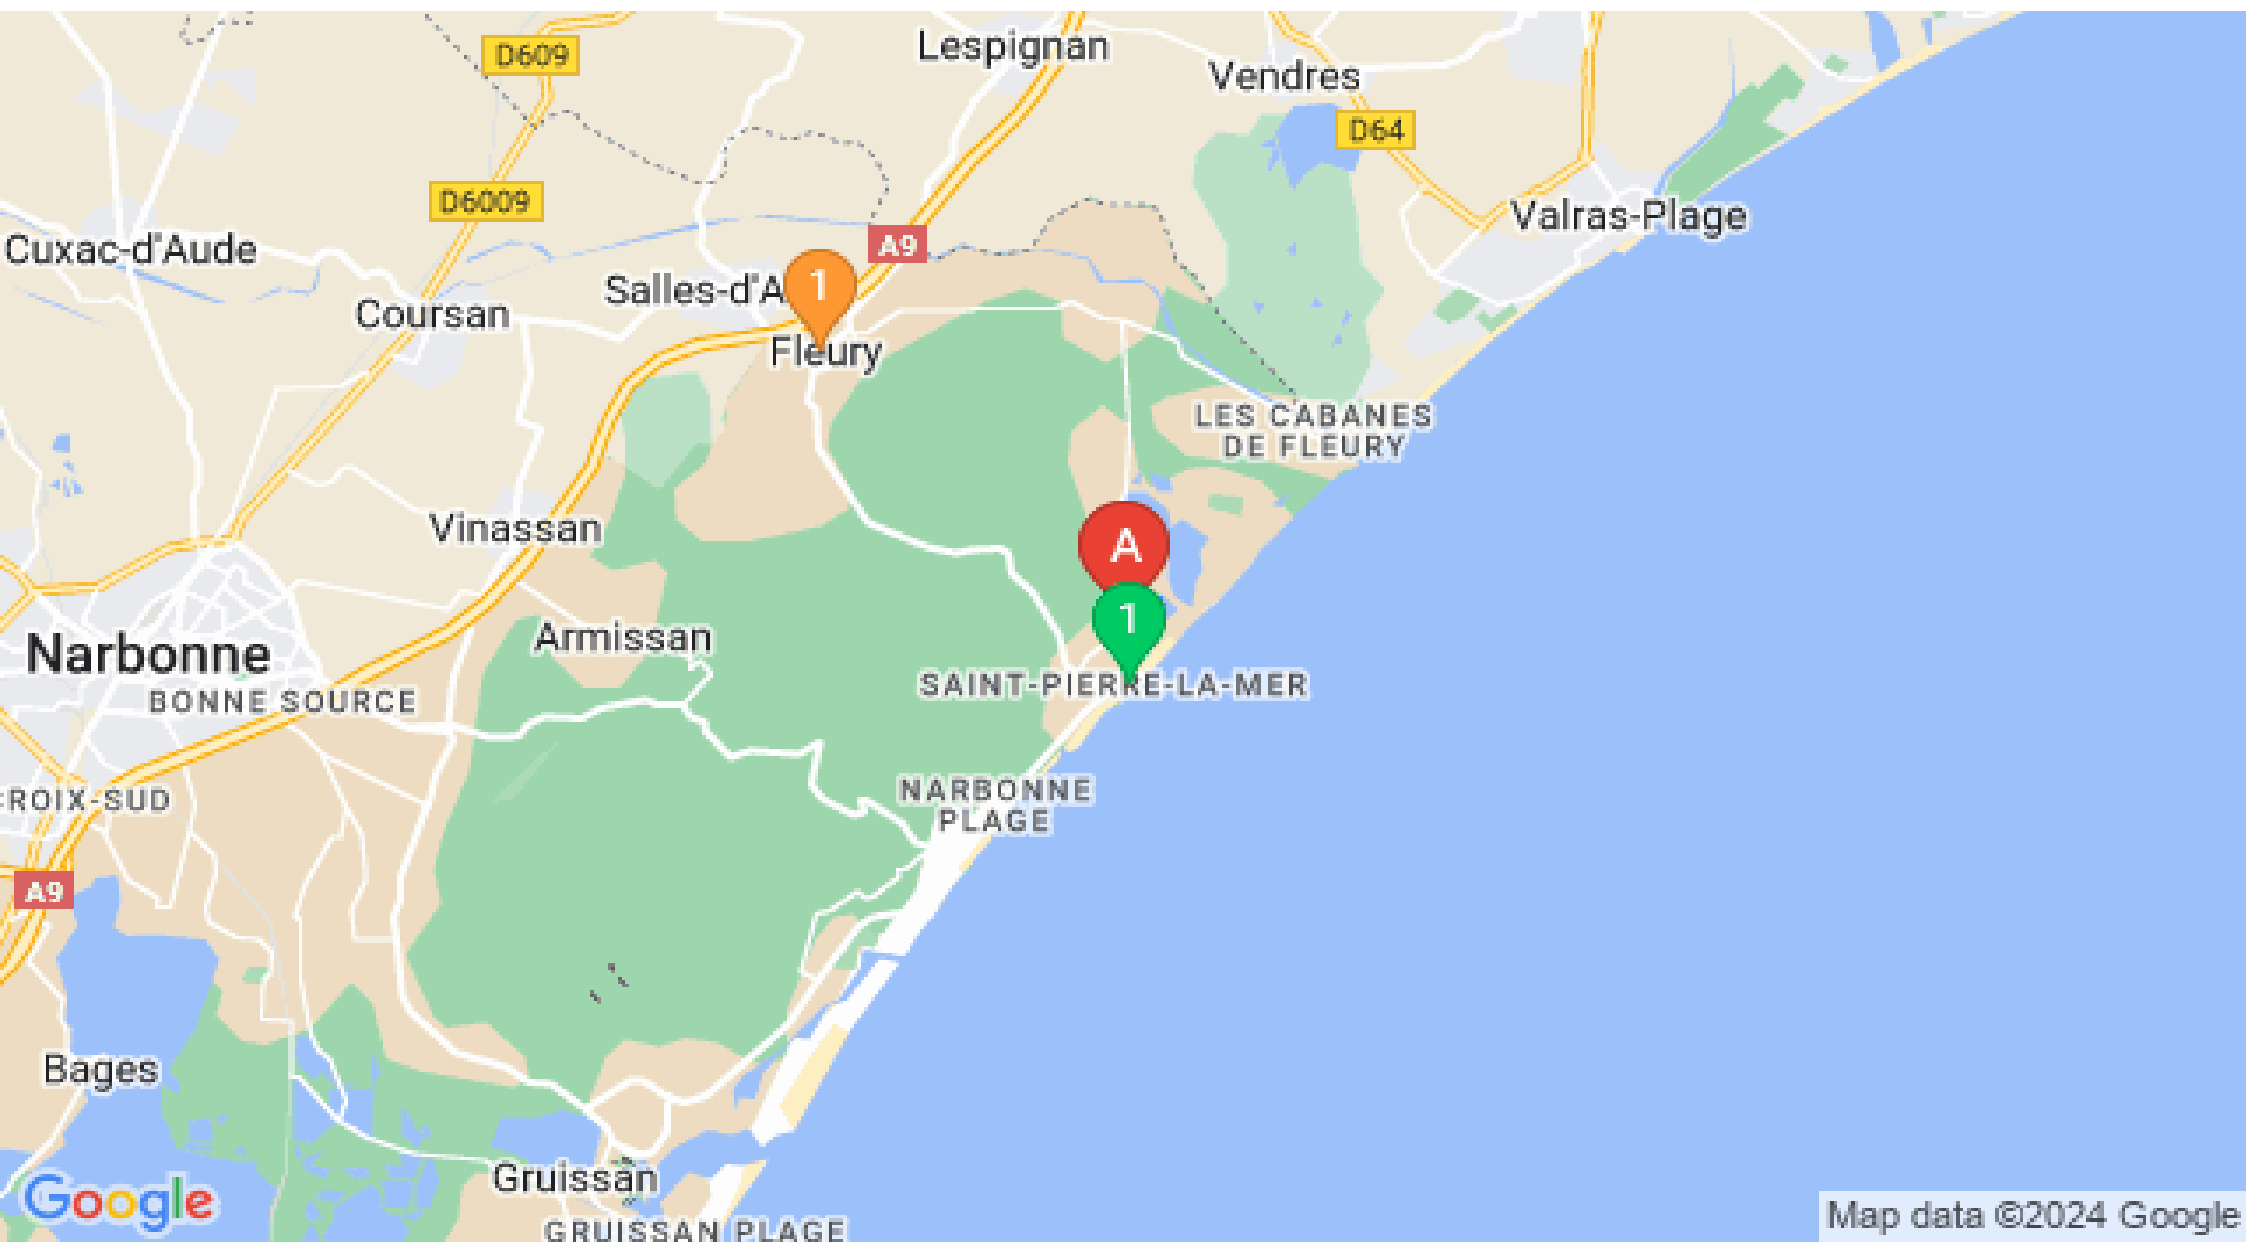 Lespignan
D609
Vendres
D64
D6009
Valras-Plage
Cuxac-d'Aude
A9
Salles-d'A
1
Coursan
Fleury
LES CABANES
DE FLEURY
Vinassan
A
1
Armissan
Narbonne
SAINT-PIERRE-LA-MER
BONNE SOURCE
NARBONNE
PLAGE
ROIX-SUD
A9
Bages
Gruissan
Google
Map data ©2024 Google
GRUISSAN PLAGE